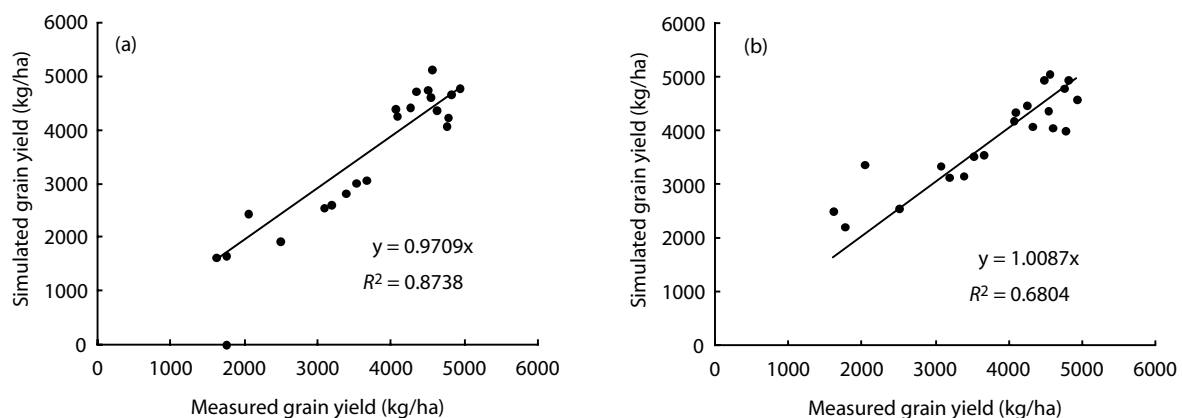 (a)
Simulated grain yield (kg/ha)
6000
5000
4000
3000
2000
1000
0
y = 0.9709x
R² = 0.8738
0 1000 2000 3000 4000 5000 6000
Measured grain yield (kg/ha)
(b)
Simulated grain yield (kg/ha)
6000
5000
4000
3000
2000
1000
0
y = 1.0087x
R² = 0.6804
0 1000 2000 3000 4000 5000 6000
Measured grain yield (kg/ha)